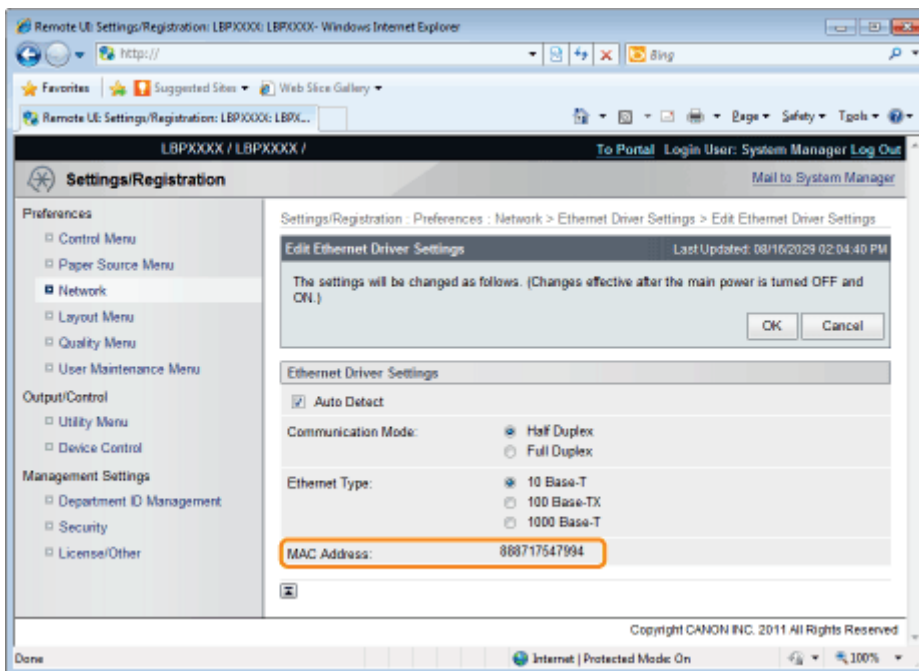 Remote UI: Settings/Registration: LBPXXXX: LBPXXXX- Windows Internet Explorer
http://
Bing
Favorites Suggested Sites Web Slice Gallery
Remote UI: Settings/Registration: LBPXXXX: LBPX...
Page Safety Tools
LBPXXXX / LBPXXXX /
To Portal Login User: System Manager Log Out
Settings/Registration
Mail to System Manager
Preferences
Control Menu
Paper Source Menu
Network
Layout Menu
Quality Menu
User Maintenance Menu
Output/Control
Utility Menu
Device Control
Management Settings
Department ID Management
Security
License/Other
Settings/Registration : Preferences : Network > Ethernet Driver Settings > Edit Ethernet Driver Settings
Edit Ethernet Driver Settings
Last Updated: 08/16/2029 02:04:40 PM
The settings will be changed as follows. (Changes effective after the main power is turned OFF and
ON.)
OK Cancel
Ethernet Driver Settings
Auto Detect
Communication Mode: Half Duplex
Full Duplex
Ethernet Type: 10 Base-T
100 Base-TX
1000 Base-T
MAC Address: 888717547994
Copyright CANON INC. 2011 All Rights Reserved
Done Internet | Protected Mode: On 100%